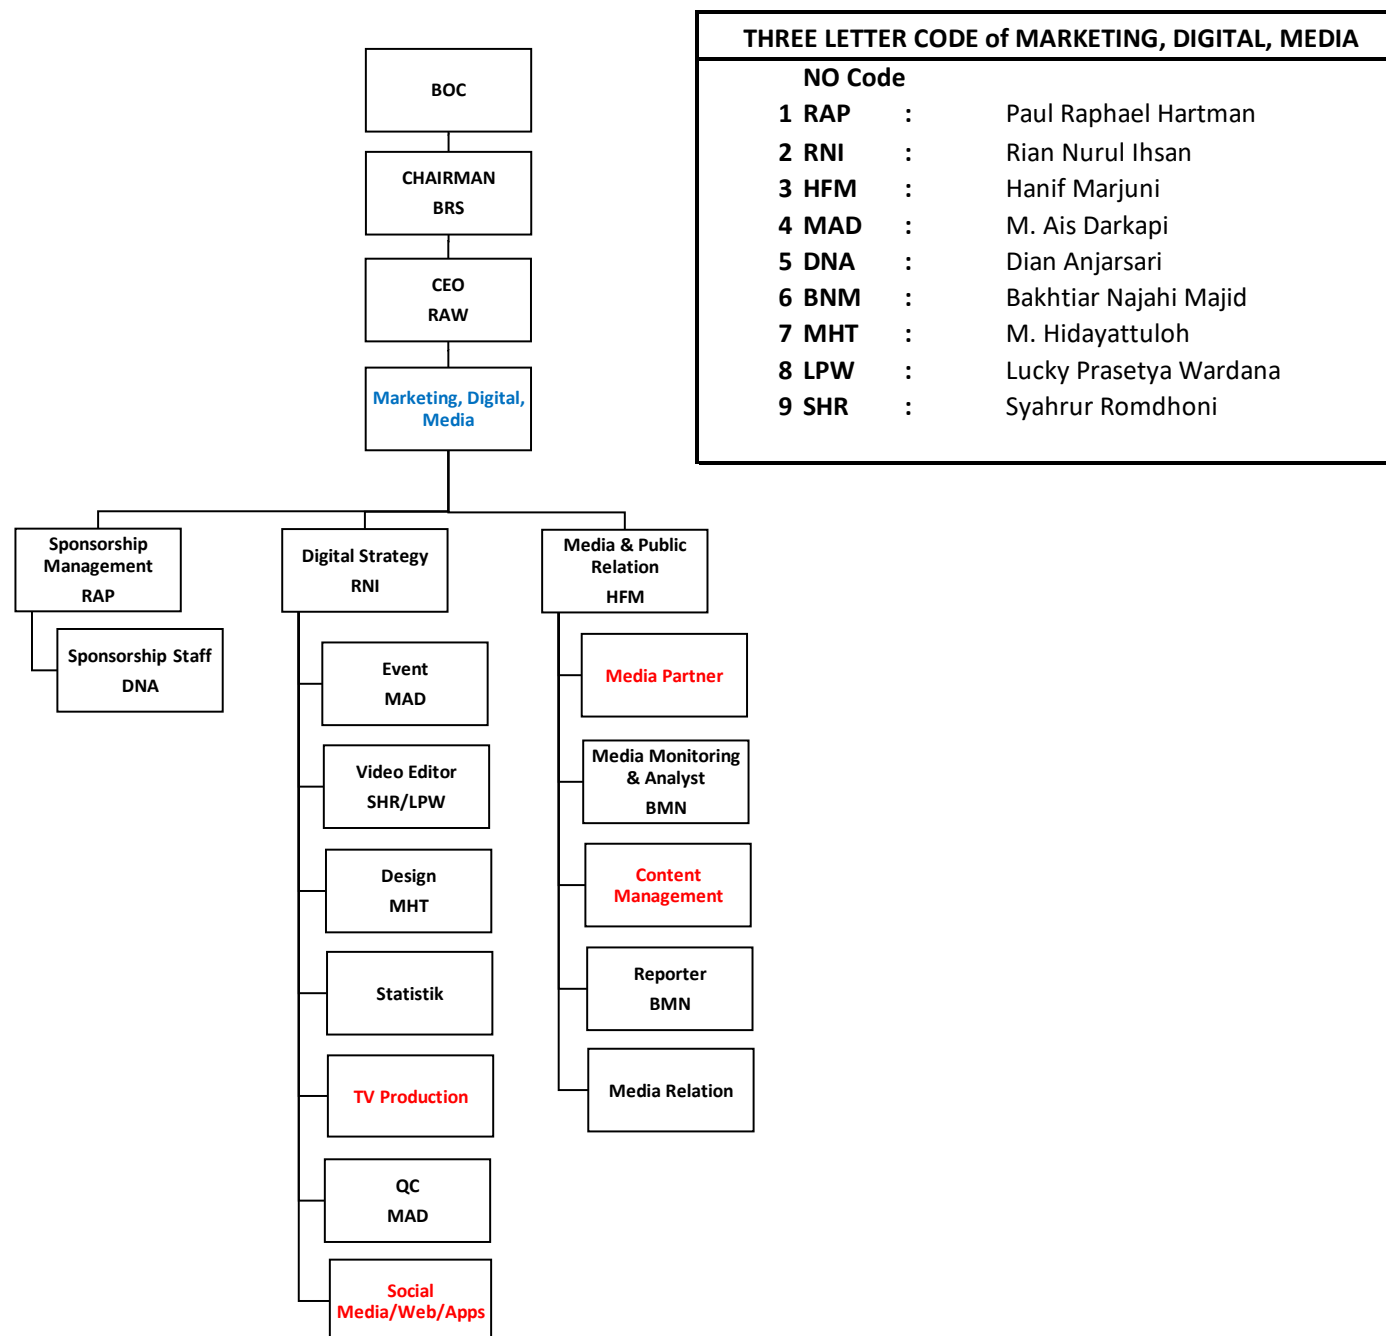 THREE LETTER CODE of MARKETING, DIGITAL, MEDIA
NO Code
1 RAP : Paul Raphael Hartman
2 RNI : Rian Nurul Ihsan
3 HFM : Hanif Marjuni
4 MAD : M. Ais Darkapi
5 DNA : Dian Anjarsari
6 BNM : Bakhtiar Najahi Majid
7 MHT : M. Hidayattuloh
8 LPW : Lucky Prasetya Wardana
9 SHR : Syahrur Romdhoni
BOC
CHAIRMAN
BRS
CEO
RAW
Marketing, Digital,
Media
Sponsorship
Management
RAP
Sponsorship Staff
DNA
Digital Strategy
RNI
Event
MAD
Video Editor
SHR/LPW
Design
MHT
Statistik
TV Production
QC
MAD
Social
Media/Web/Apps
Media & Public
Relation
HFM
Media Partner
Media Monitoring
& Analyst
BMN
Content
Management
Reporter
BMN
Media Relation